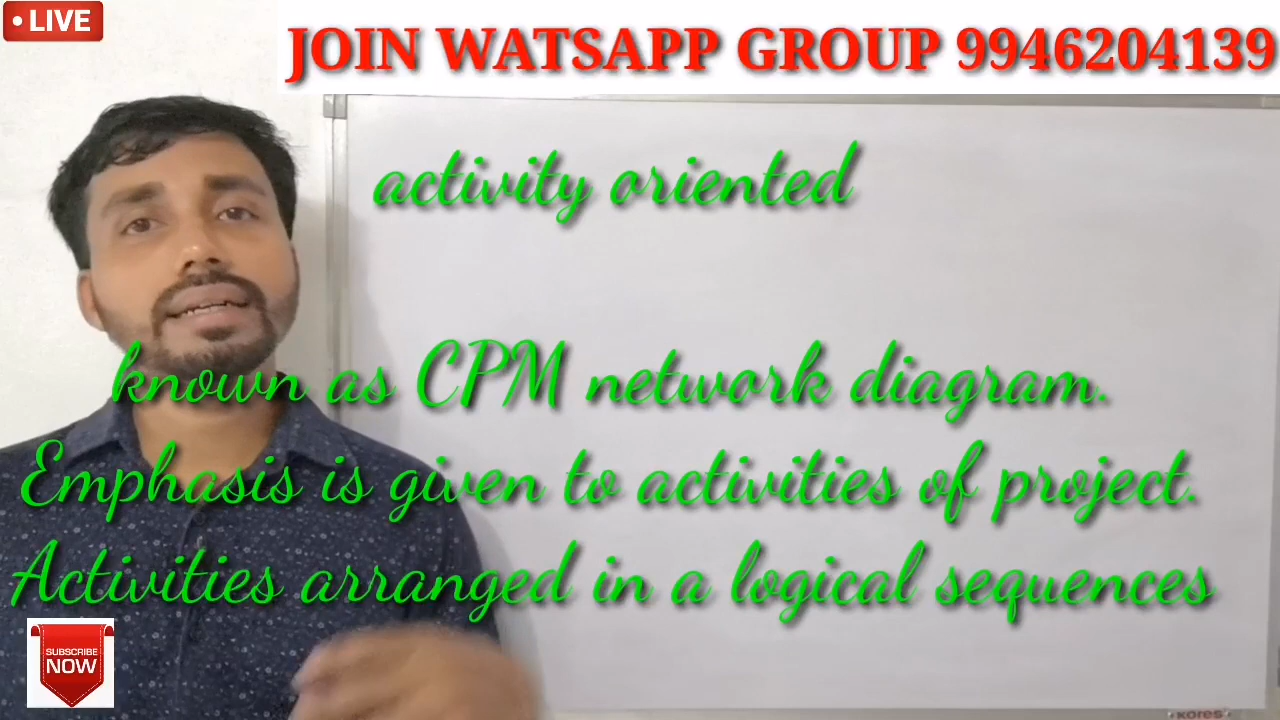 • LIVE
JOIN WATSAPP GROUP 9946204139
activity oriented
known as CPM network diagram.
Emphasis is given to activities of project.
Activities arranged in a logical sequences
SUBSCRIBE
NOW
kores